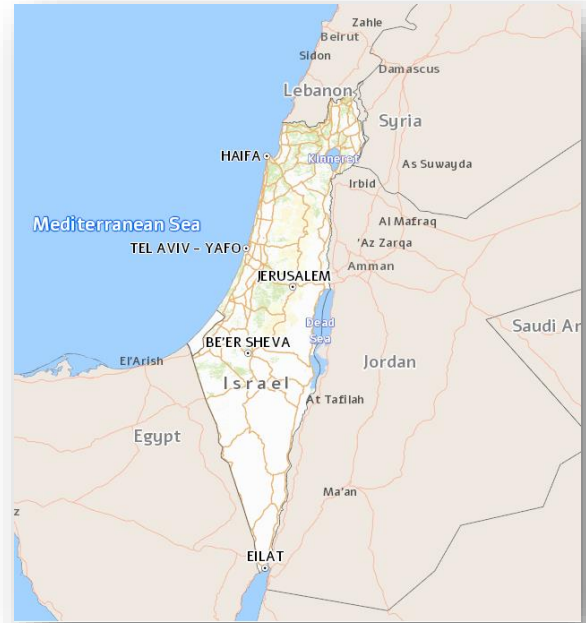 Zahle
Beirut
Sidon
Damascus
Lebanon
Syria
HAIFA
Kinneret
As Suwayda
Irbid
Mediterranean Sea
Al Mafraq
TEL AVIV - YAFO
'Az Zarqa
Amman
JERUSALEM
Dead
Sea
Saudi Ar
BE'ER SHEVA
El'Arish
Jordan
Israel
At Tafilah
Egypt
Ma'an
z
EILAT